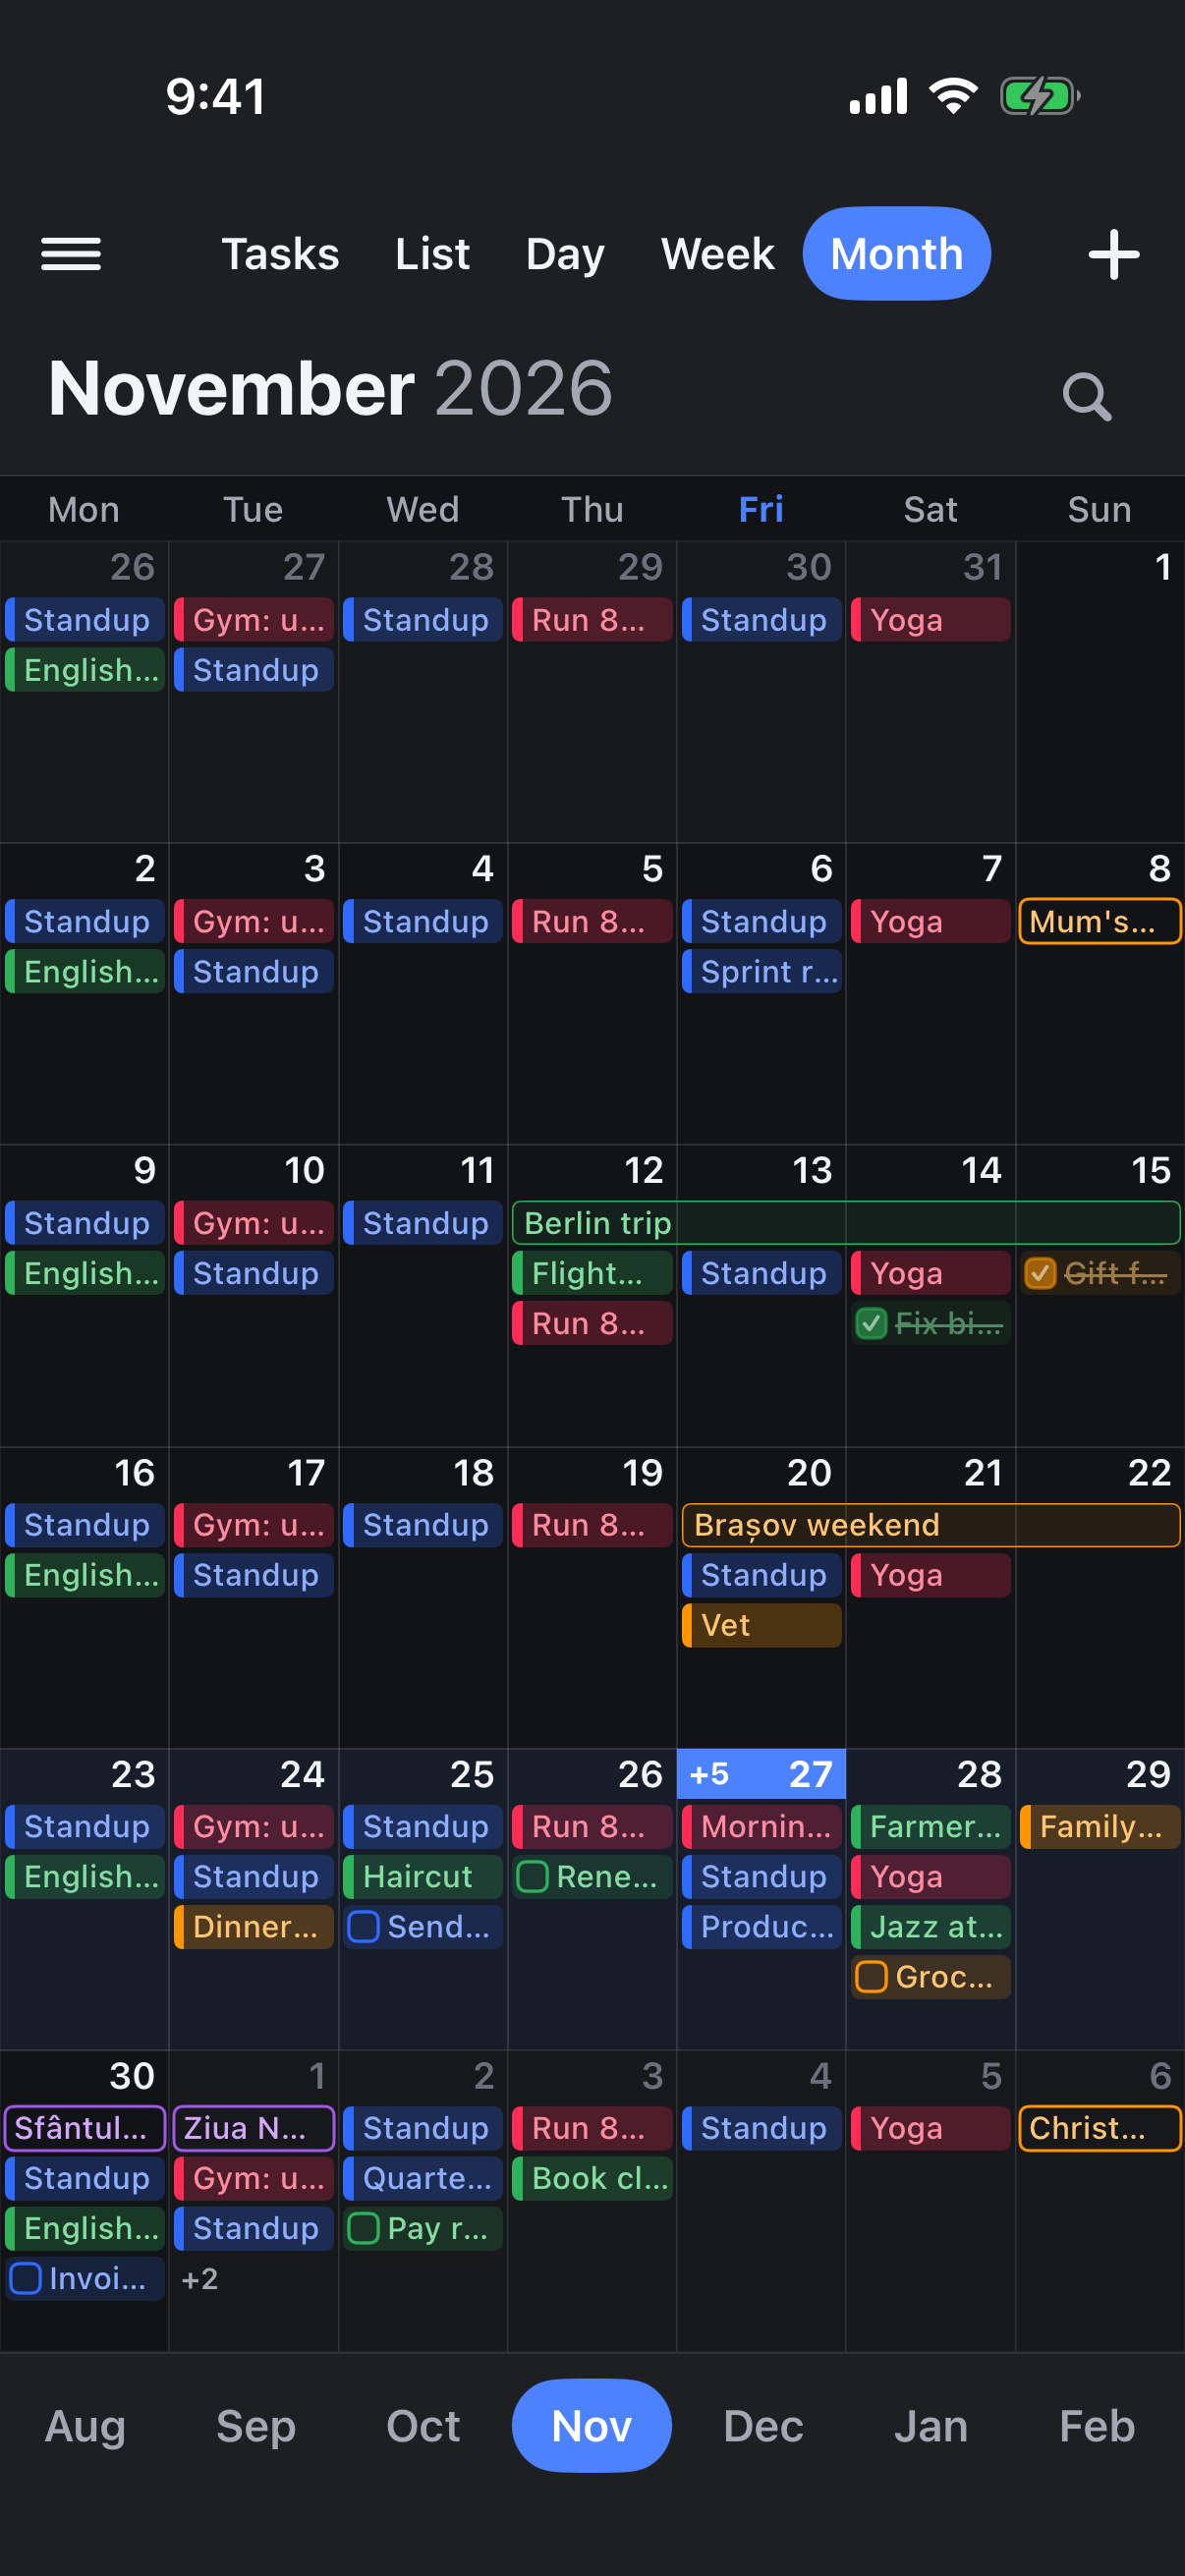 9:41
Tasks List Day Week Month
November 2026
Mon Tue Wed Thu Fri Sat Sun
26 27 28 29 30 31 1
Standup Gym: u... Standup Run 8... Standup Yoga
English... Standup
2 3 4 5 6 7 8
Standup Gym: u... Standup Run 8... Standup Yoga Mum's...
English... Standup Sprint r...
9 10 11 12 13 14 15
Standup Gym: u... Standup Berlin trip
English... Standup Flight... Standup Yoga Gift f...
Run 8... Fix bi...
16 17 18 19 20 21 22
Standup Gym: u... Standup Run 8... Brașov weekend
English... Standup Standup Yoga
Vet
23 24 25 26 +5 27 28 29
Standup Gym: u... Standup Run 8... Mornin... Farmer... Family...
English... Standup Haircut Rene... Standup Yoga
Dinner... Send... Produc... Jazz at...
Groc...
30 1 2 3 4 5 6
Sfântul... Ziua N... Standup Run 8... Standup Yoga Christ...
Standup Gym: u... Quarte... Book cl...
English... Standup Pay r...
Invoi... +2
Aug Sep Oct Nov Dec Jan Feb